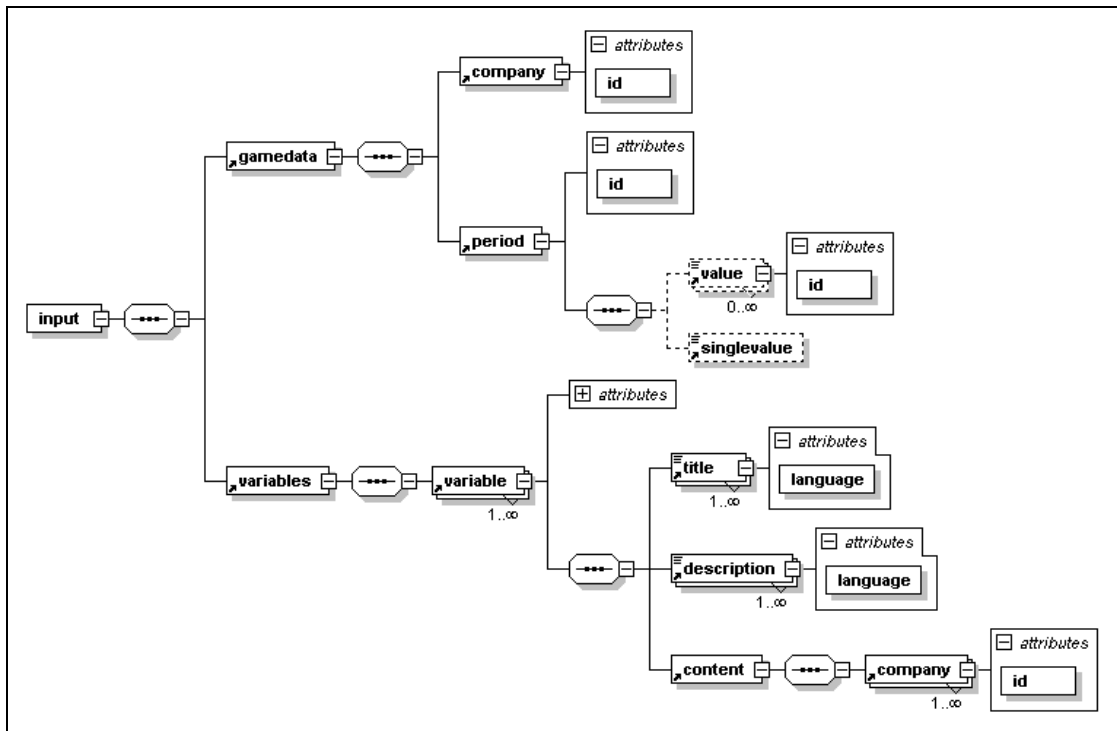 attributes
company
id
attributes
gamedata
id
period
attributes
value
id
0..∞
input
singlevalue
attributes
attributes
title
language
variables
variable
1..∞
1..∞
attributes
description
language
1..∞
attributes
content
company
id
1..∞